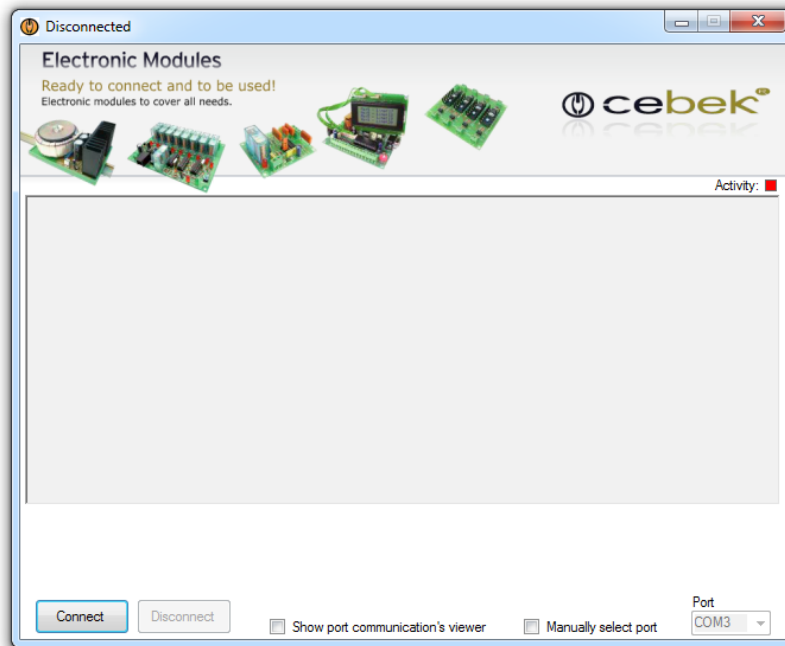 Disconnected
Electronic Modules
Ready to connect and to be used!
Electronic modules to cover all needs.
cebek
Activity:
Connect
Disconnect
Show port communication's viewer
Manually select port
Port
COM3